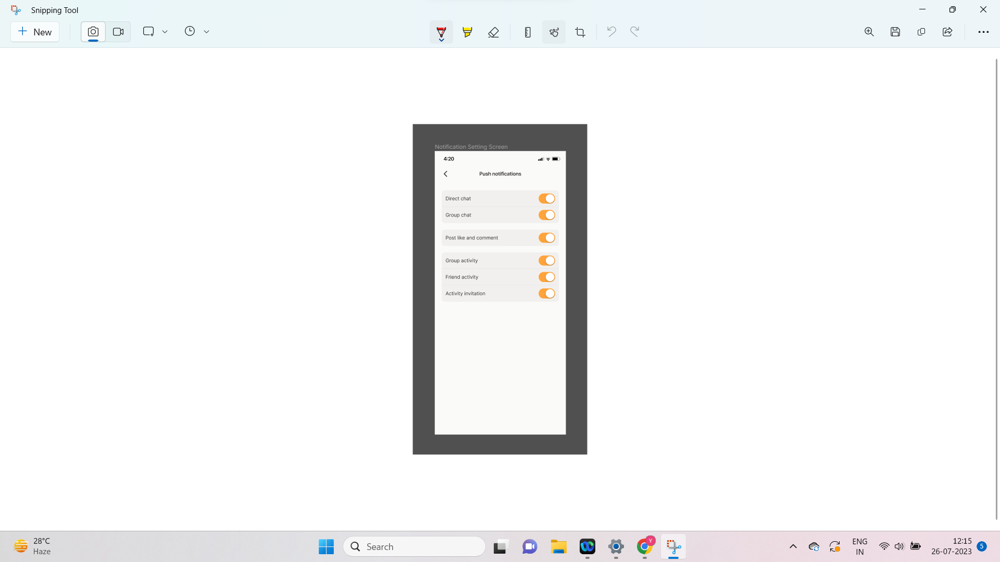 Snipping Tool
New
Notification Setting Screen
4:20
Push notifications
Direct chat
Group chat
Post like and comment
Group activity
Friend activity
Activity invitation
28°C
Haze
Search
Y
ENG
IN
12:15
26-07-2023
5